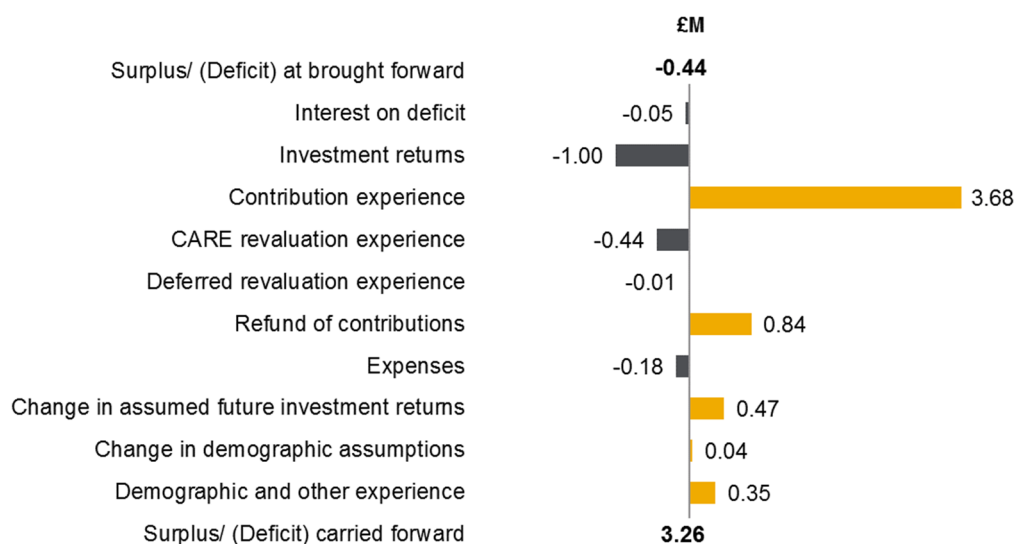 £M
Surplus/ (Deficit) at brought forward -0.44
Interest on deficit -0.05
Investment returns -1.00
Contribution experience 3.68
CARE revaluation experience -0.44
Deferred revaluation experience -0.01
Refund of contributions 0.84
Expenses -0.18
Change in assumed future investment returns 0.47
Change in demographic assumptions 0.04
Demographic and other experience 0.35
Surplus/ (Deficit) carried forward 3.26